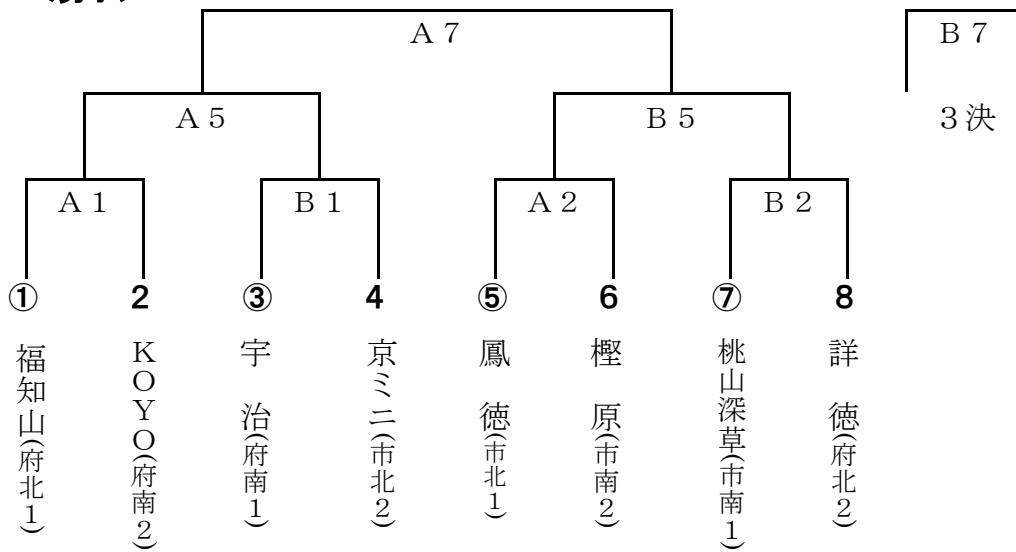 A 7
B 7
A 5
B 5
3決
A 1
B 1
A 2
B 2
①
2
③
4
⑤
6
⑦
8
福知山(府北1)
KOYO(府南2)
宇治(府南1)
京ミニ(市北2)
鳳徳(市北1)
樫原(市南2)
桃山深草(市南1)
詳徳(府北2)